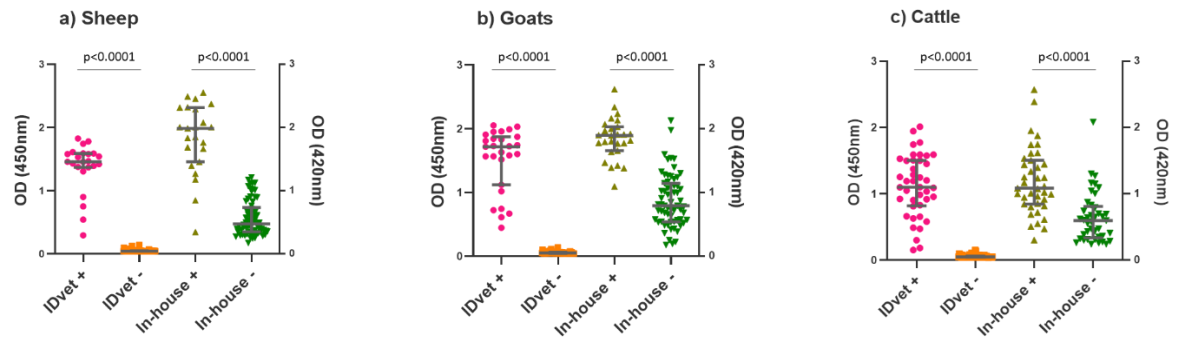 a) Sheep
p<0.0001
p<0.0001
OD (450nm)
3
2
1
0
3
2
1
0
OD (420nm)
IDvet +
IDvet -
In-house +
In-house -
b) Goats
p<0.0001
p<0.0001
OD (450nm)
3
2
1
0
3
2
1
0
OD (420nm)
IDvet +
IDvet -
In-house +
In-house -
c) Cattle
p<0.0001
p<0.0001
OD (450nm)
3
2
1
0
3
2
1
0
OD (420nm)
IDvet +
IDvet -
In-house +
In-house -